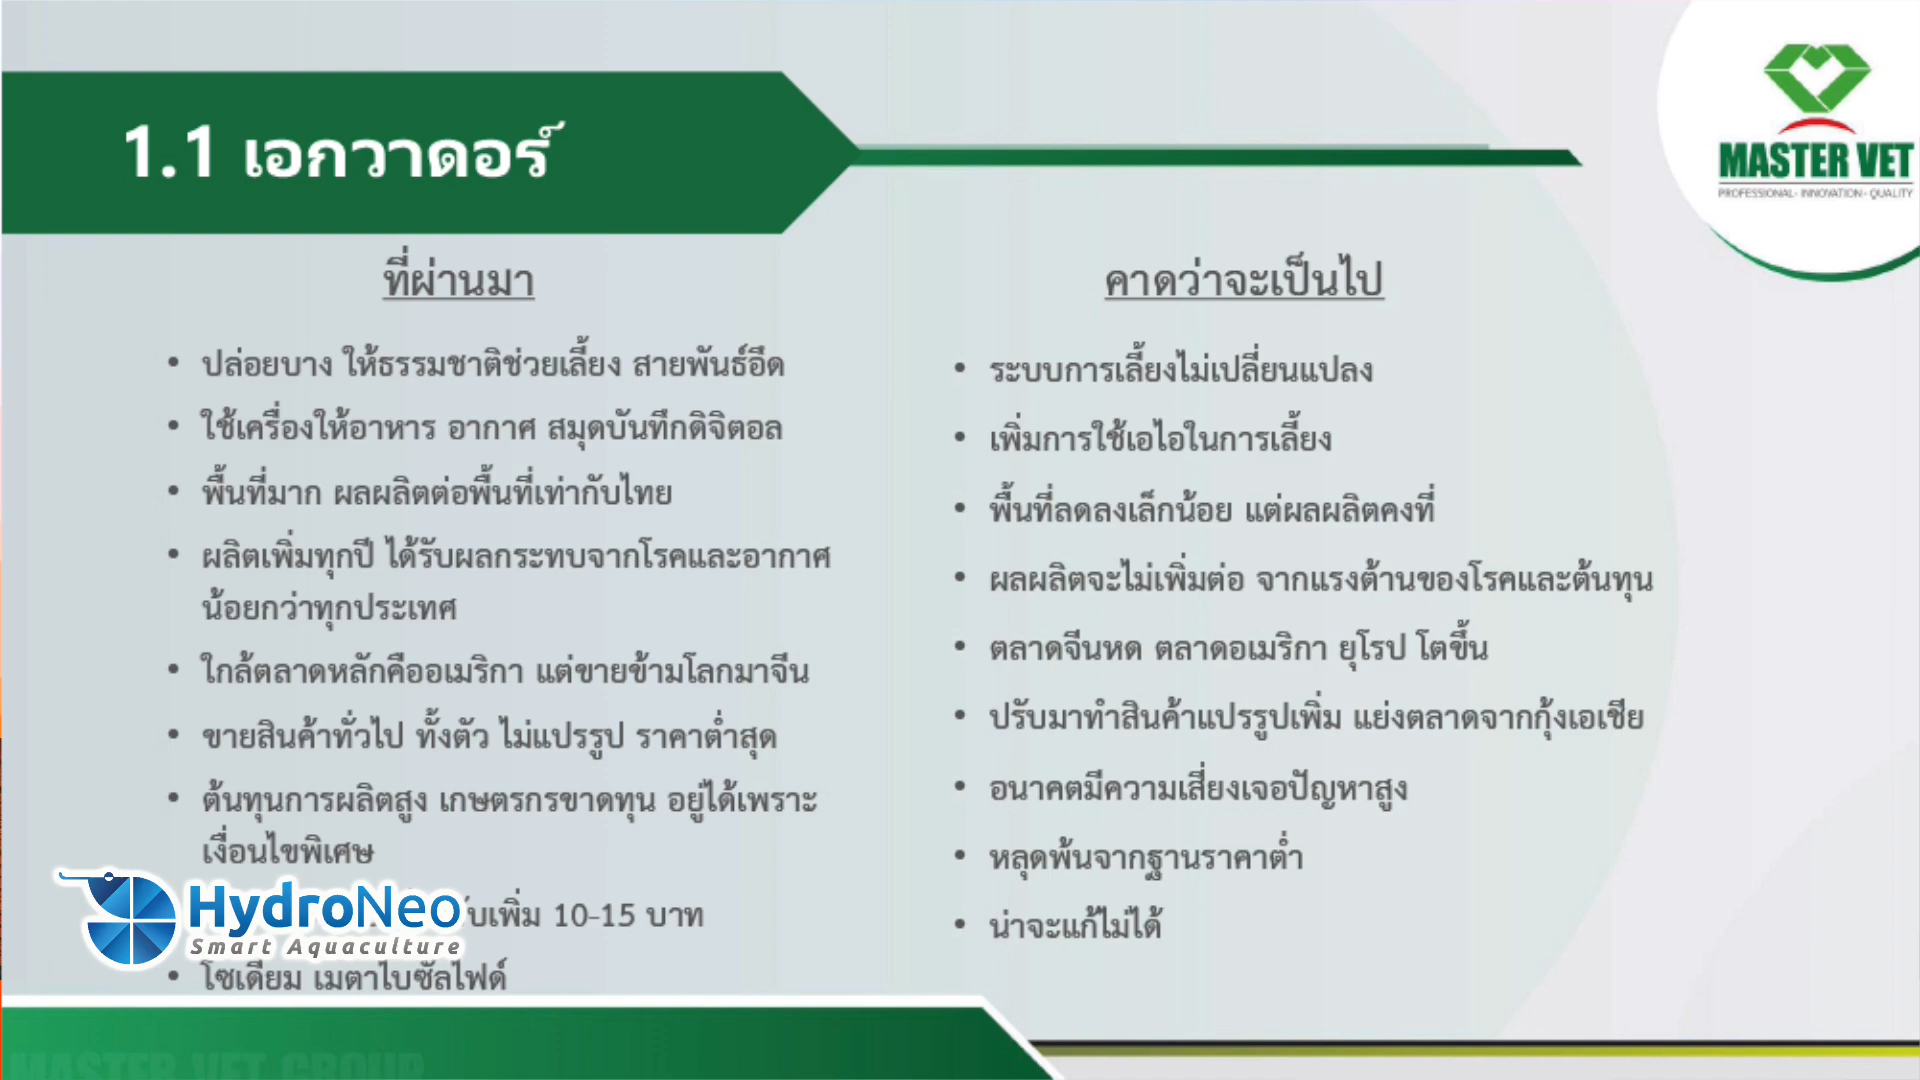 1.1 เอกวาดอร์
MASTER VET
PROFESSIONAL- INNOVATION- QUALITY
ที่ผ่านมา
• ปล่อยบาง ให้ธรรมชาติช่วยเลี้ยง สายพันธ์อึด
• ใช้เครื่องให้อาหาร อากาศ สมุดบันทึกดิจิตอล
• พื้นที่มาก ผลผลิตต่อพื้นที่เท่ากับไทย
• ผลิตเพิ่มทุกปี ได้รับผลกระทบจากโรคและอากาศ
น้อยกว่าทุกประเทศ
• ใกล้ตลาดหลักคืออเมริกา แต่ขายข้ามโลกมาจีน
• ขายสินค้าทั่วไป ทั้งตัว ไม่แปรรูป ราคาต่ำสุด
• ต้นทุนการผลิตสูง เกษตรกรขาดทุน อยู่ได้เพราะ
เงื่อนไขพิเศษ
10-15 บาท
• โซเดียม เมตาไบซัลไฟด์
คาดว่าจะเป็นไป
• ระบบการเลี้ยงไม่เปลี่ยนแปลง
• เพิ่มการใช้เอไอในการเลี้ยง
• พื้นที่ลดลงเล็กน้อย แต่ผลผลิตคงที่
• ผลผลิตจะไม่เพิ่มต่อ จากแรงต้านของโรคและต้นทุน
• ตลาดจีนหด ตลาดอเมริกา ยุโรป โตขึ้น
• ปรับมาทำสินค้าแปรรูปเพิ่ม แย่งตลาดจากกุ้งเอเชีย
• อนาคตมีความเสี่ยงเจอปัญหาสูง
• หลุดพ้นจากฐานราคาต่ำ
• น่าจะแก้ไม่ได้
HydroNeo
Smart Aquaculture
MASTER VET GROUP